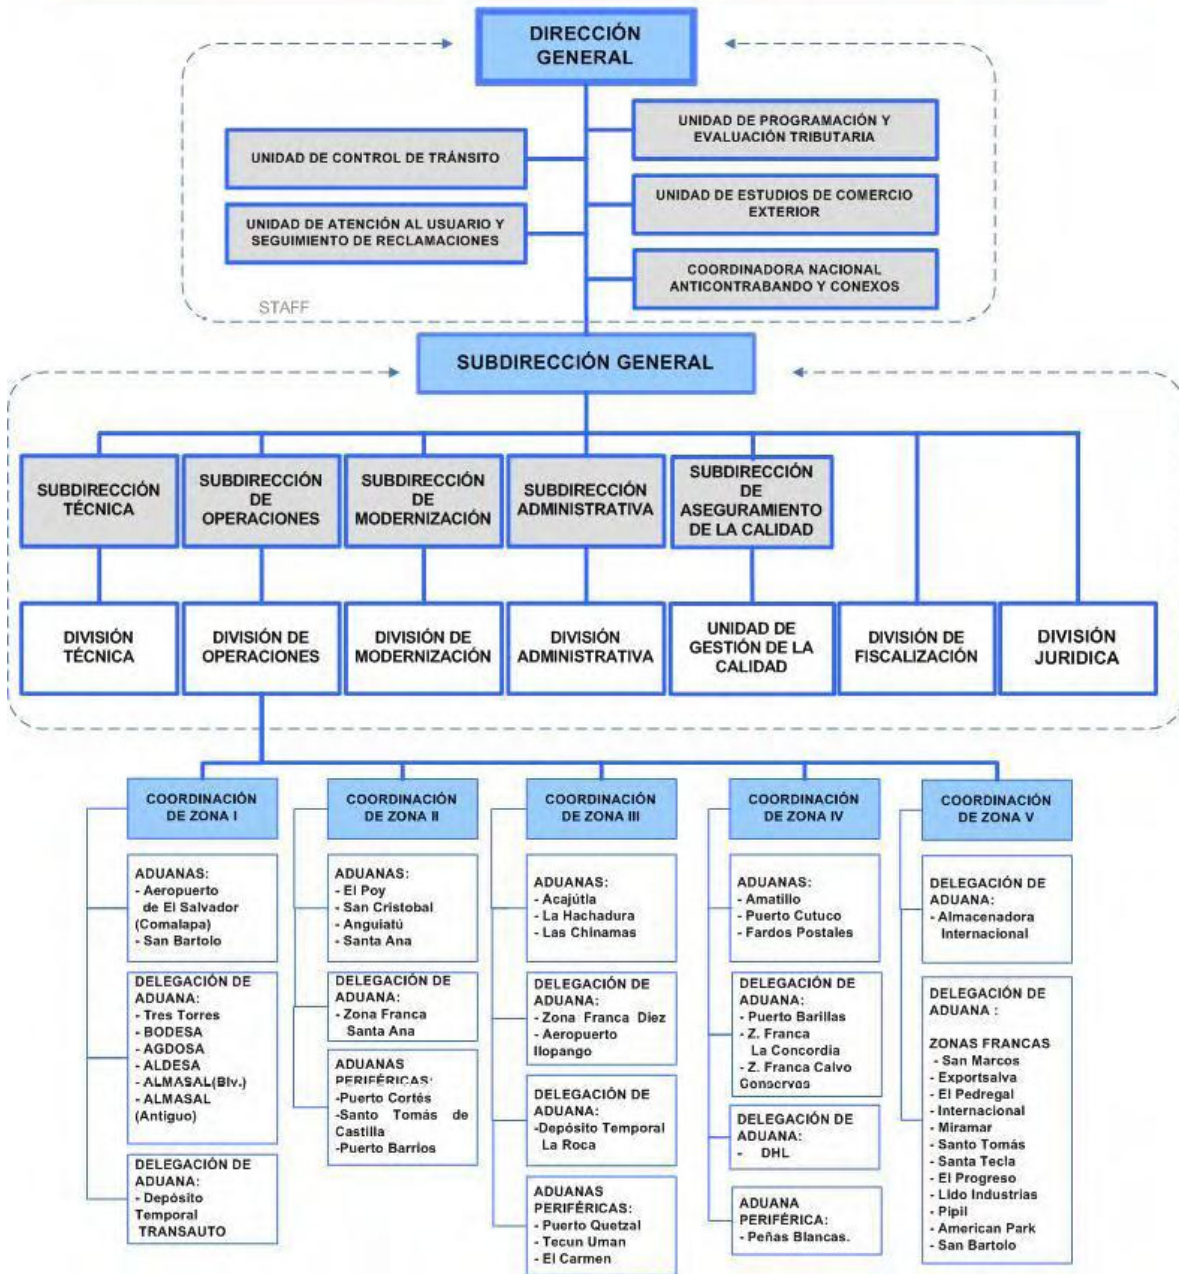 DIRECCIÓN
GENERAL
UNIDAD DE PROGRAMACIÓN Y
EVALUACIÓN TRIBUTARIA
UNIDAD DE CONTROL DE TRÁNSITO
UNIDAD DE ESTUDIOS DE COMERCIO
EXTERIOR
UNIDAD DE ATENCIÓN AL USUARIO Y
SEGUIMIENTO DE RECLAMACIONES
COORDINADORA NACIONAL
ANTICONTRABANDO Y CONEXOS
STAFF
SUBDIRECCIÓN GENERAL
SUBDIRECCIÓN
TÉCNICA
SUBDIRECCIÓN
DE
OPERACIONES
SUBDIRECCIÓN
DE
MODERNIZACIÓN
SUBDIRECCIÓN
ADMINISTRATIVA
SUBDIRECCIÓN
DE
ASEGURAMIENTO
DE LA CALIDAD
DIVISIÓN
TÉCNICA
DIVISIÓN DE
OPERACIONES
DIVISIÓN DE
MODERNIZACIÓN
DIVISIÓN
ADMINISTRATIVA
UNIDAD DE
GESTIÓN DE LA
CALIDAD
DIVISIÓN DE
FISCALIZACIÓN
DIVISIÓN
JURIDICA
COORDINACIÓN
DE ZONA I
ADUANAS:
- Aeropuerto
de El Salvador
(Comalapa)
- San Bartolo
DELEGACIÓN DE
ADUANA:
- Tres Torres
- BODESA
- AGDOSA
- ALDESA
- ALMASAL(Blv.)
- ALMASAL
(Antiguo)
DELEGACIÓN DE
ADUANA:
- Depósito
Temporal
TRANSAUTO
COORDINACIÓN
DE ZONA II
ADUANAS:
- El Poy
- San Cristobal
- Anguiatú
- Santa Ana
DELEGACIÓN DE
ADUANA:
- Zona Franca
Santa Ana
ADUANAS
PERIFÉRICAS:
-Puerto Cortés
-Santo Tomás de
Castilla
-Puerto Barrios
COORDINACIÓN
DE ZONA III
ADUANAS:
- Acajútla
- La Hachadura
- Las Chinamas
DELEGACIÓN DE
ADUANA:
- Zona Franca Diez
- Aeropuerto
Ilopango
DELEGACIÓN DE
ADUANA:
-Depósito Temporal
La Roca
ADUANAS
PERIFÉRICAS:
- Puerto Quetzal
- Tecun Uman
- El Carmen
COORDINACIÓN
DE ZONA IV
ADUANAS:
- Amatillo
- Puerto Cutuco
- Fardos Postales
DELEGACIÓN DE
ADUANA:
- Puerto Barillas
- Z. Franca
La Concordia
- Z. Franca Calvo
Conservas
DELEGACIÓN DE
ADUANA:
- DHL
ADUANA
PERIFÉRICA:
- Peñas Blancas.
COORDINACIÓN
DE ZONA V
DELEGACIÓN DE
ADUANA:
- Almacenadora
Internacional
DELEGACIÓN DE
ADUANA :
ZONAS FRANCAS
- San Marcos
- Exportsalva
- El Pedregal
- Internacional
- Miramar
- Santo Tomás
- Santa Tecla
- El Progreso
- Lido Industrias
- Pipil
- American Park
- San Bartolo